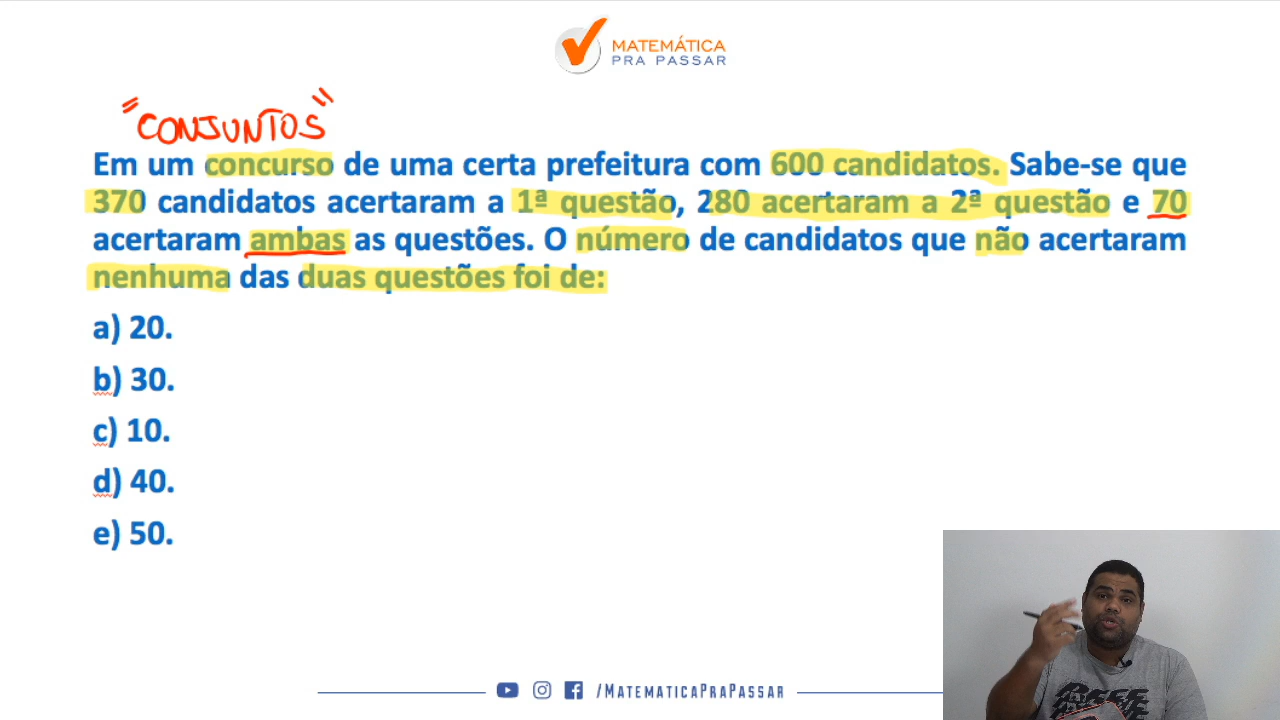 MATEMÁTICA
PRA PASSAR
"CONJUNTOS"
Em um concurso de uma certa prefeitura com 600 candidatos. Sabe-se que
370 candidatos acertaram a 1ª questão, 280 acertaram a 2ª questão e 70
acertaram ambas as questões. O número de candidatos que não acertaram
nenhuma das duas questões foi de:
a) 20.
b) 30.
c) 10.
d) 40.
e) 50.
/MATEMATICAPRAPASSAR